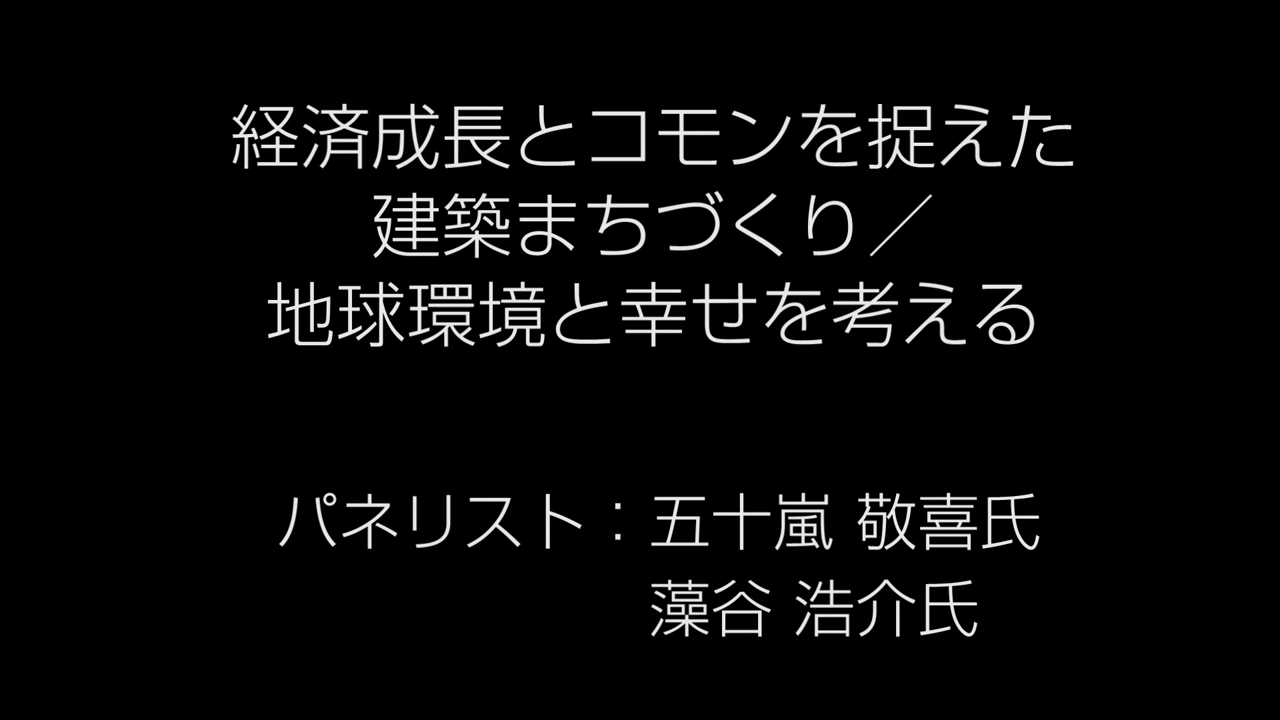 経済成長とコモンを捉えた
建築まちづくり／
地球環境と幸せを考える
パネリスト：五十嵐 敬喜氏
藻谷 浩介氏